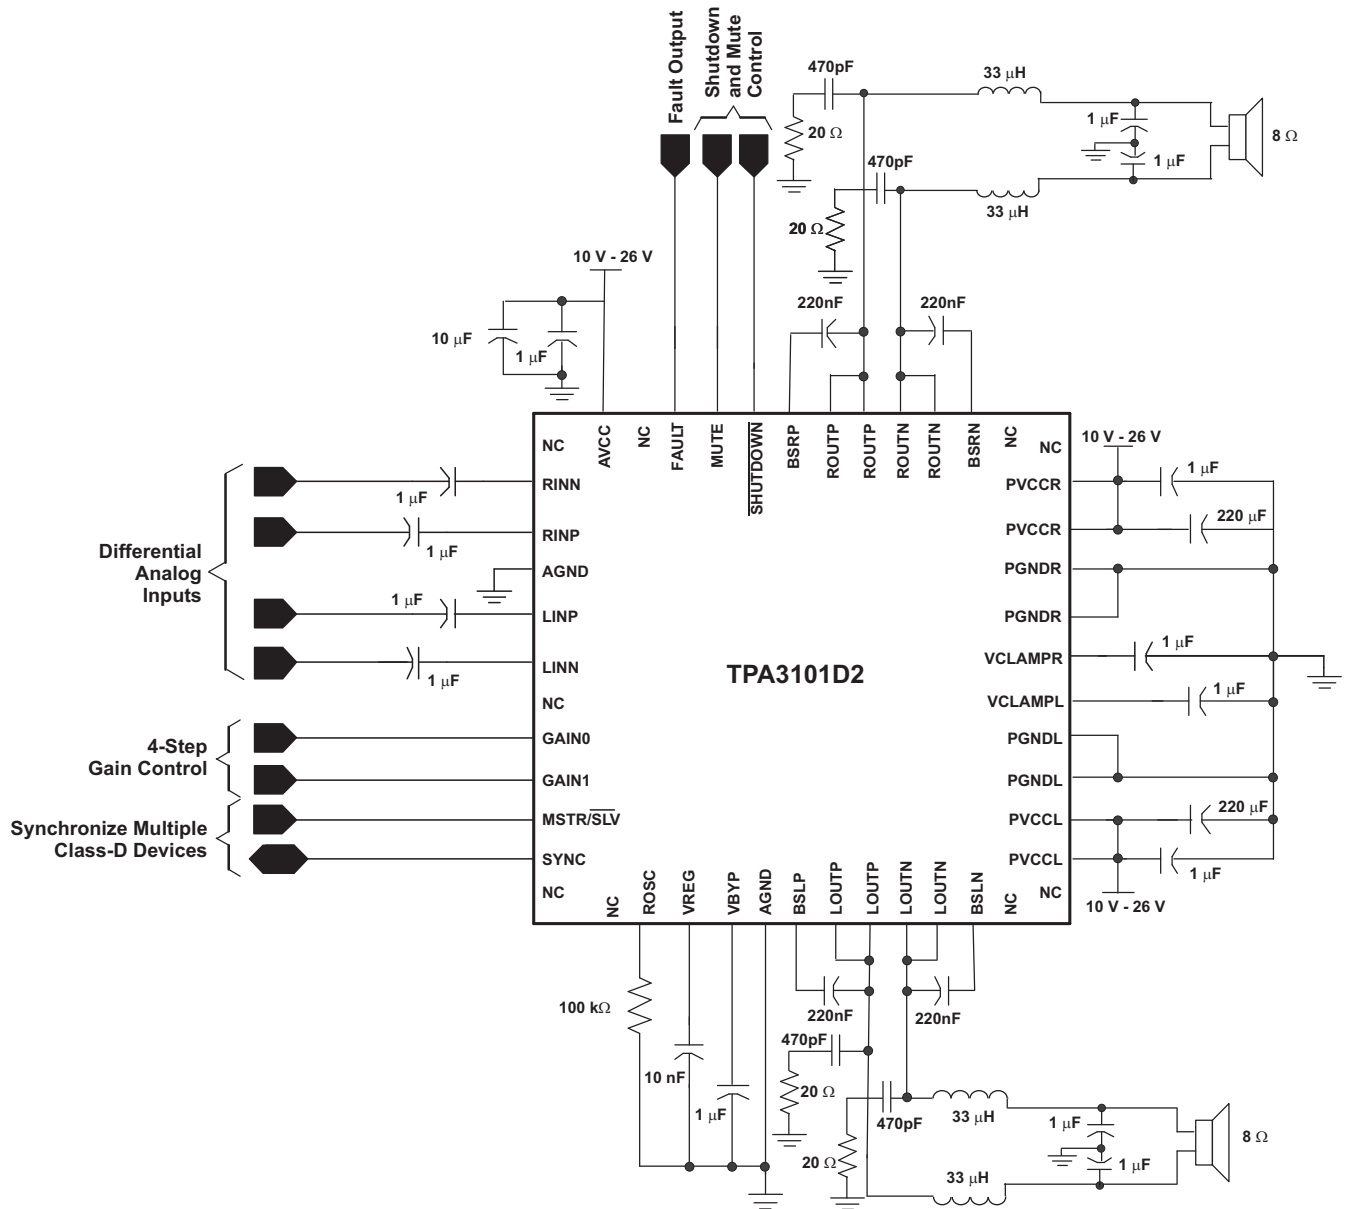 Fault Output
Shutdown
and Mute
Control
470pF
33 μH
20 Ω
1 μF
8 Ω
1 μF
470pF
20 Ω
33 μH
10 V - 26 V
10 μF
1 μF
220nF
220nF
NC
AVCC
NC
FAULT
MUTE
SHUTDOWN
BSRP
ROUTP
ROUTP
ROUTN
ROUTN
BSRN
NC
NC
10 V - 26 V
Differential
Analog
Inputs
1 μF
RINN
1 μF
RINP
AGND
1 μF
LINP
1 μF
LINN
NC
4-Step
Gain Control
GAIN0
GAIN1
Synchronize Multiple
Class-D Devices
MSTR/SLV
SYNC
NC
TPA3101D2
PVCCR
1 μF
PVCCR
220 μF
PGNDR
PGNDR
VCLAMPR
1 μF
VCLAMPL
1 μF
PGNDL
PGNDL
PVCCL
220 μF
PVCCL
1 μF
NC
10 V - 26 V
NC
ROSC
VREG
VBYP
AGND
BSLP
LOUTP
LOUTP
LOUTN
LOUTN
BSLN
NC
100 kΩ
10 nF
1 μF
220nF
220nF
470pF
20 Ω
470pF
20 Ω
33 μH
33 μH
1 μF
1 μF
8 Ω